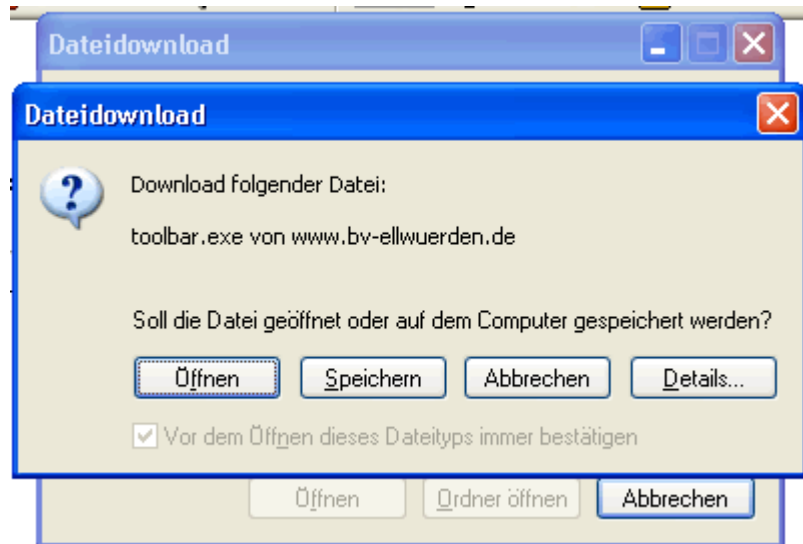 Dateidownload
Dateidownload
Download folgender Datei:
toolbar.exe von www.bv-ellwuerden.de
Soll die Datei geöffnet oder auf dem Computer gespeichert werden?
Öffnen Speichern Abbrechen Details...
Vor dem Öffnen dieses Dateityps immer bestätigen
Öffnen Ordner öffnen Abbrechen